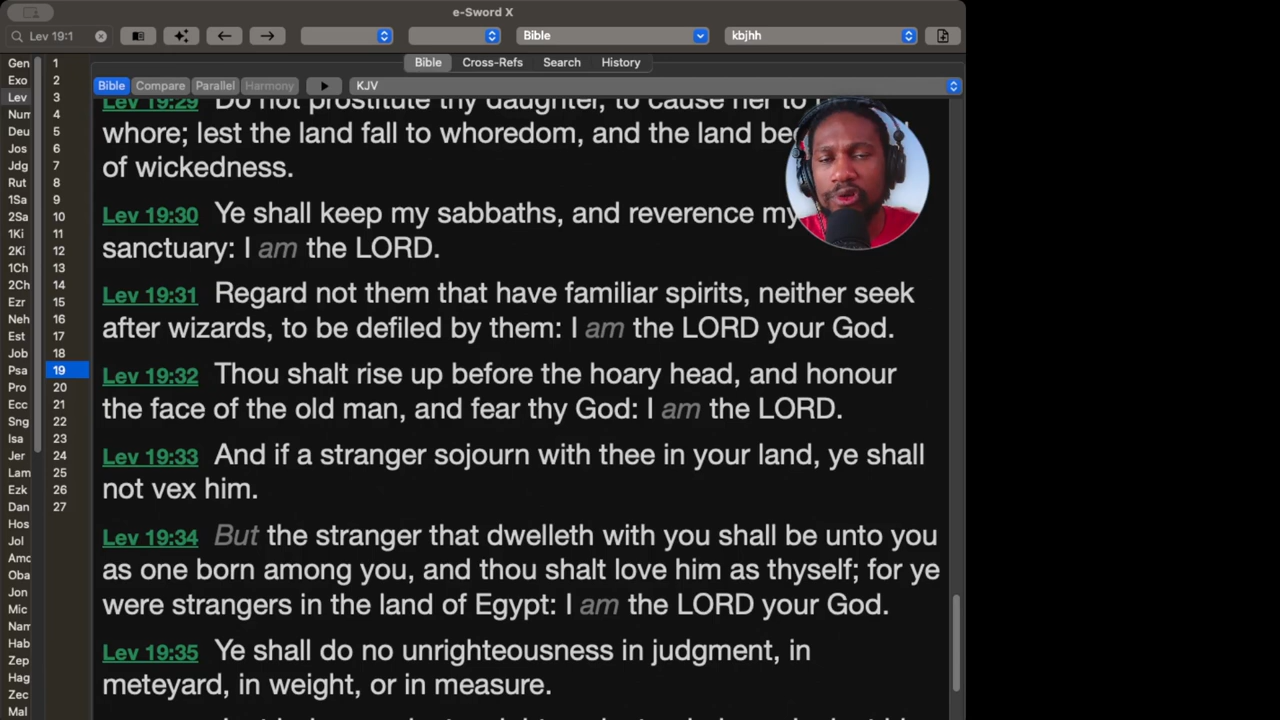 e-Sword X
Lev 19:1
Bible
kbjhh
Bible
Cross-Refs
Search
History
Bible
Compare
Parallel
Harmony
KJV
Gen
Exo
Lev
Num
Deu
Jos
Jdg
Rut
1Sa
2Sa
1Ki
2Ki
1Ch
2Ch
Ezr
Neh
Est
Job
Psa
Pro
Ecc
Sng
Isa
Jer
Lam
Ezk
Dan
Hos
Jol
Amo
Oba
Jon
Mic
Nam
Hab
Zep
Hag
Zec
Mal
1
2
3
4
5
6
7
8
9
10
11
12
13
14
15
16
17
18
19
20
21
22
23
24
25
26
27
Lev 19:29 Do not prostitute thy daughter, to cause her to
whore; lest the land fall to whoredom, and the land
of wickedness.
Lev 19:30 Ye shall keep my sabbaths, and reverence my
sanctuary: I am the LORD.
Lev 19:31 Regard not them that have familiar spirits, neither seek
after wizards, to be defiled by them: I am the LORD your God.
Lev 19:32 Thou shalt rise up before the hoary head, and honour
the face of the old man, and fear thy God: I am the LORD.
Lev 19:33 And if a stranger sojourn with thee in your land, ye shall
not vex him.
Lev 19:34 But the stranger that dwelleth with you shall be unto you
as one born among you, and thou shalt love him as thyself; for ye
were strangers in the land of Egypt: I am the LORD your God.
Lev 19:35 Ye shall do no unrighteousness in judgment, in
meteyard, in weight, or in measure.